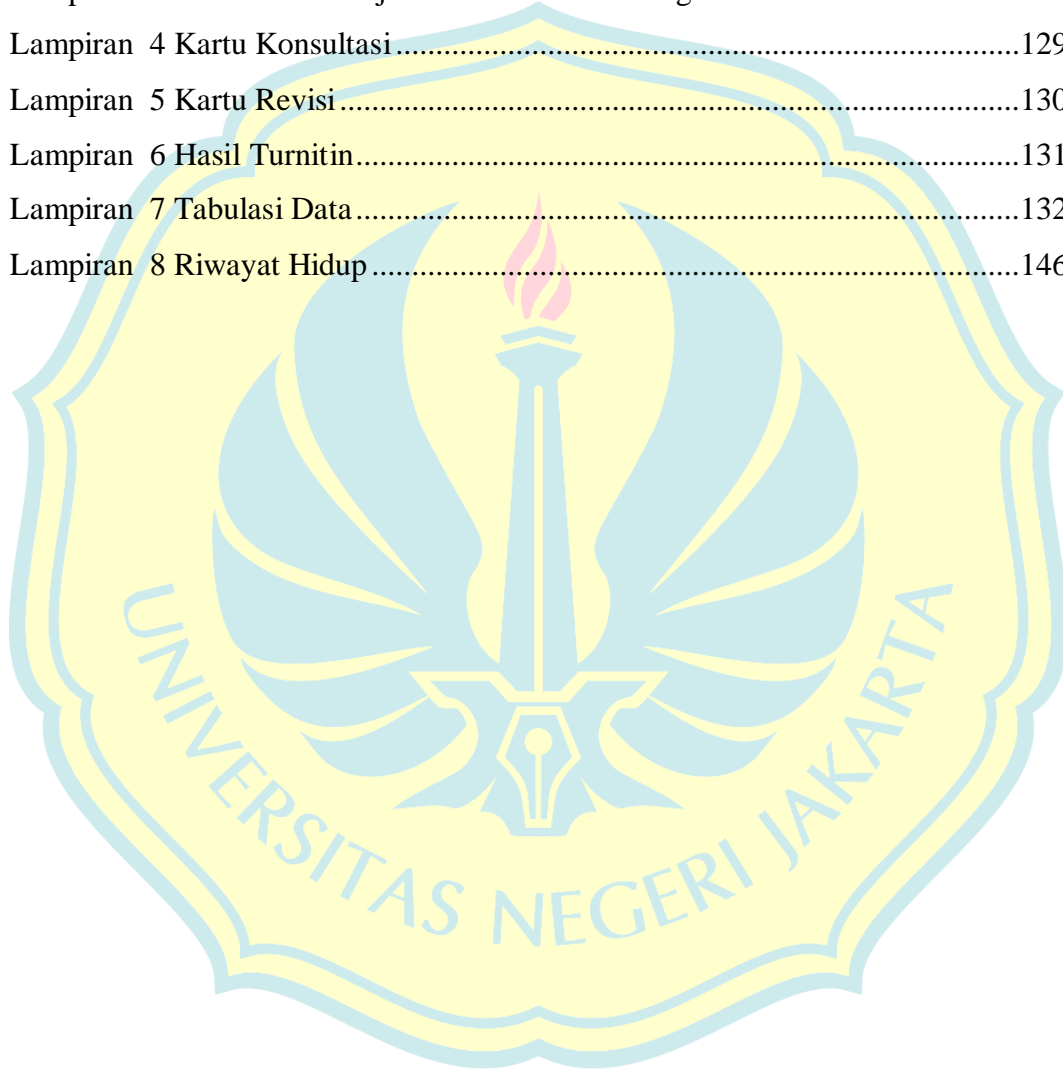 Lampiran 4 Kartu Konsultasi........................................................................129
Lampiran 5 Kartu Revisi........................................................................130
Lampiran 6 Hasil Turnitin........................................................................131
Lampiran 7 Tabulasi Data........................................................................132
Lampiran 8 Riwayat Hidup........................................................................146
UNIVERSITAS NEGERI JAKARTA